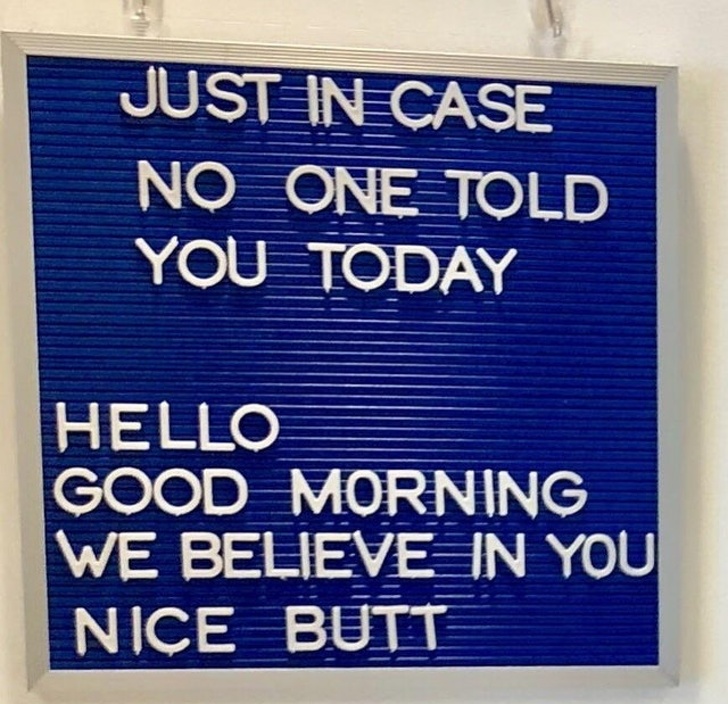 JUST IN CASE
NO ONE TOLD
YOU TODAY
HELLO
GOOD MORNING
WE BELIEVE IN YOU
NICE BUTT